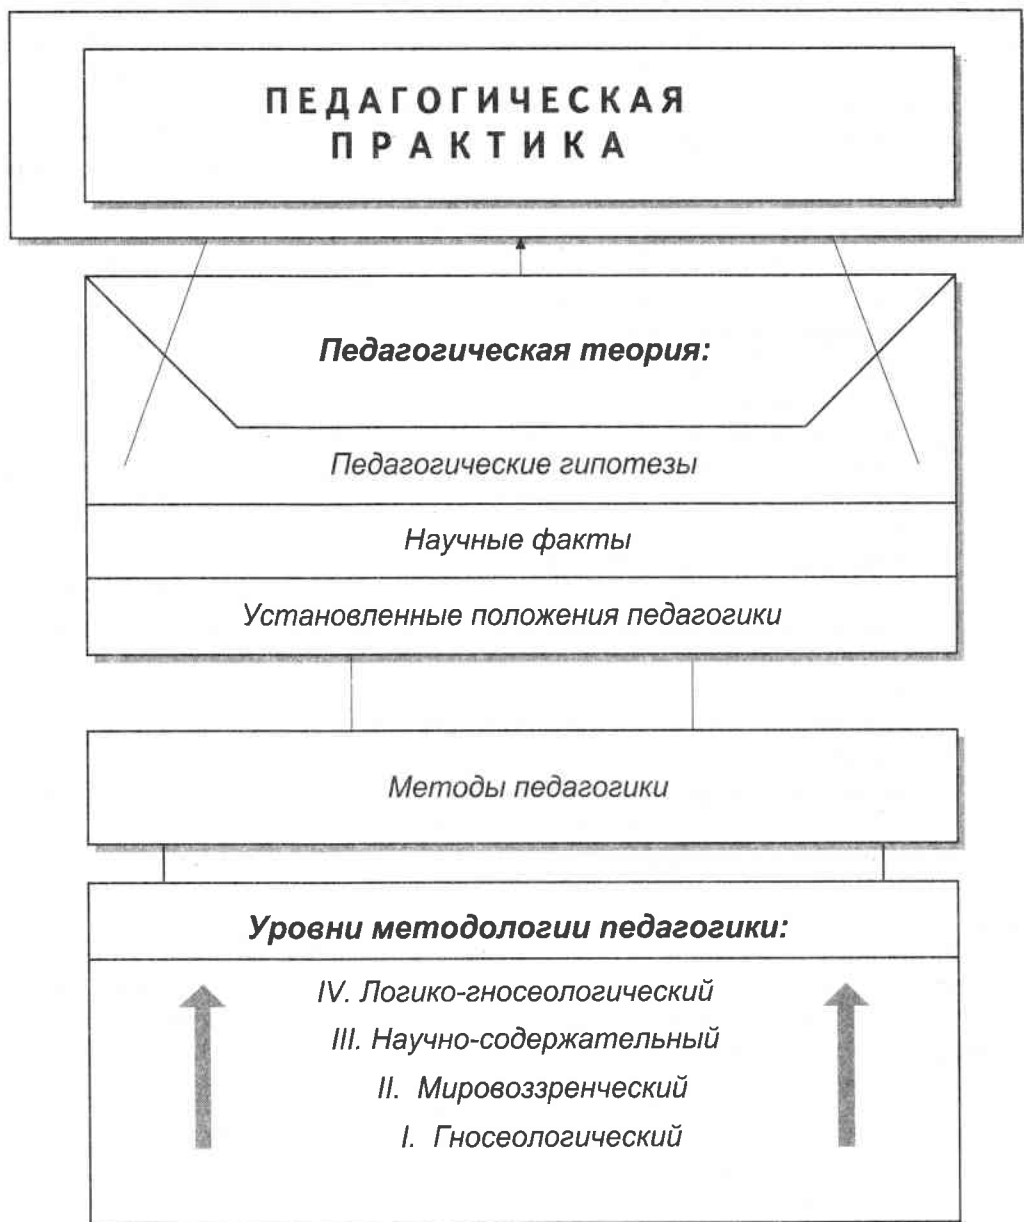 ПЕДАГОГИЧЕСКАЯ
ПРАКТИКА
Педагогическая теория:
Педагогические гипотезы
Научные факты
Установленные положения педагогики
Методы педагогики
Уровни методологии педагогики:
IV. Логико-гносеологический
III. Научно-содержательный
II. Мировоззренческий
I. Гносеологический